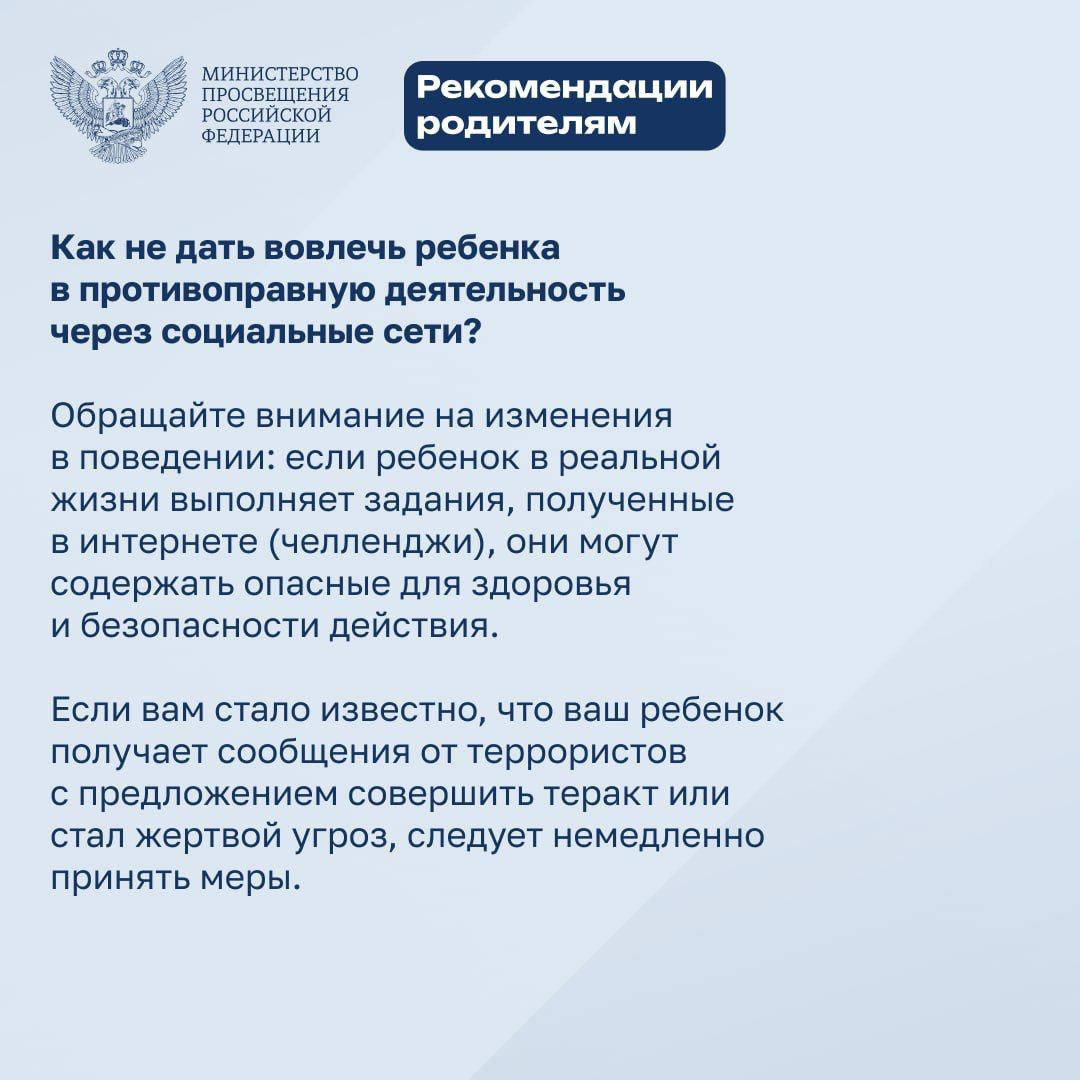 МИНИСТЕРСТВО
ПРОСВЕЩЕНИЯ
РОССИЙСКОЙ
ФЕДЕРАЦИИ
Рекомендации
родителям
Как не дать вовлечь ребенка
в противоправную деятельность
через социальные сети?
Обращайте внимание на изменения
в поведении: если ребенок в реальной
жизни выполняет задания, полученные
в интернете (челленджи), они могут
содержать опасные для здоровья
и безопасности действия.
Если вам стало известно, что ваш ребенок
получает сообщения от террористов
с предложением совершить теракт или
стал жертвой угроз, следует немедленно
принять меры.